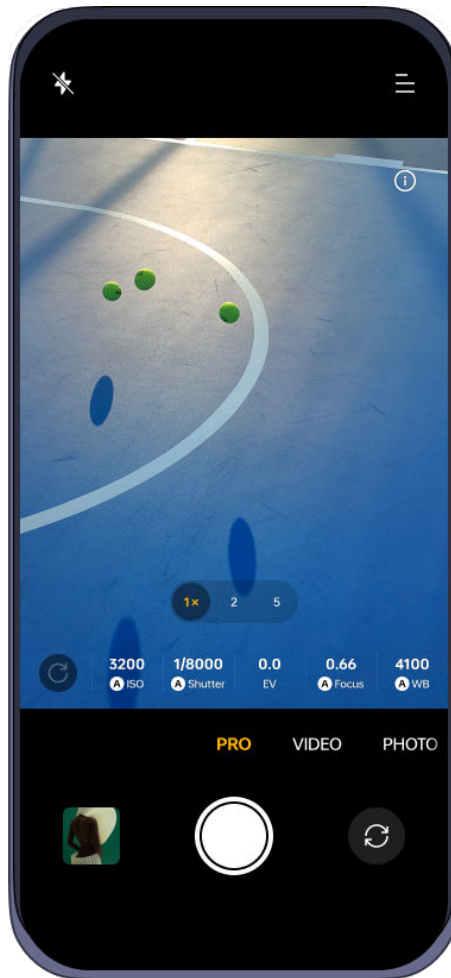 1× 2 5
3200 1/8000 0.0 0.66 4100
A ISO A Shutter EV A Focus A WB
PRO VIDEO PHOTO